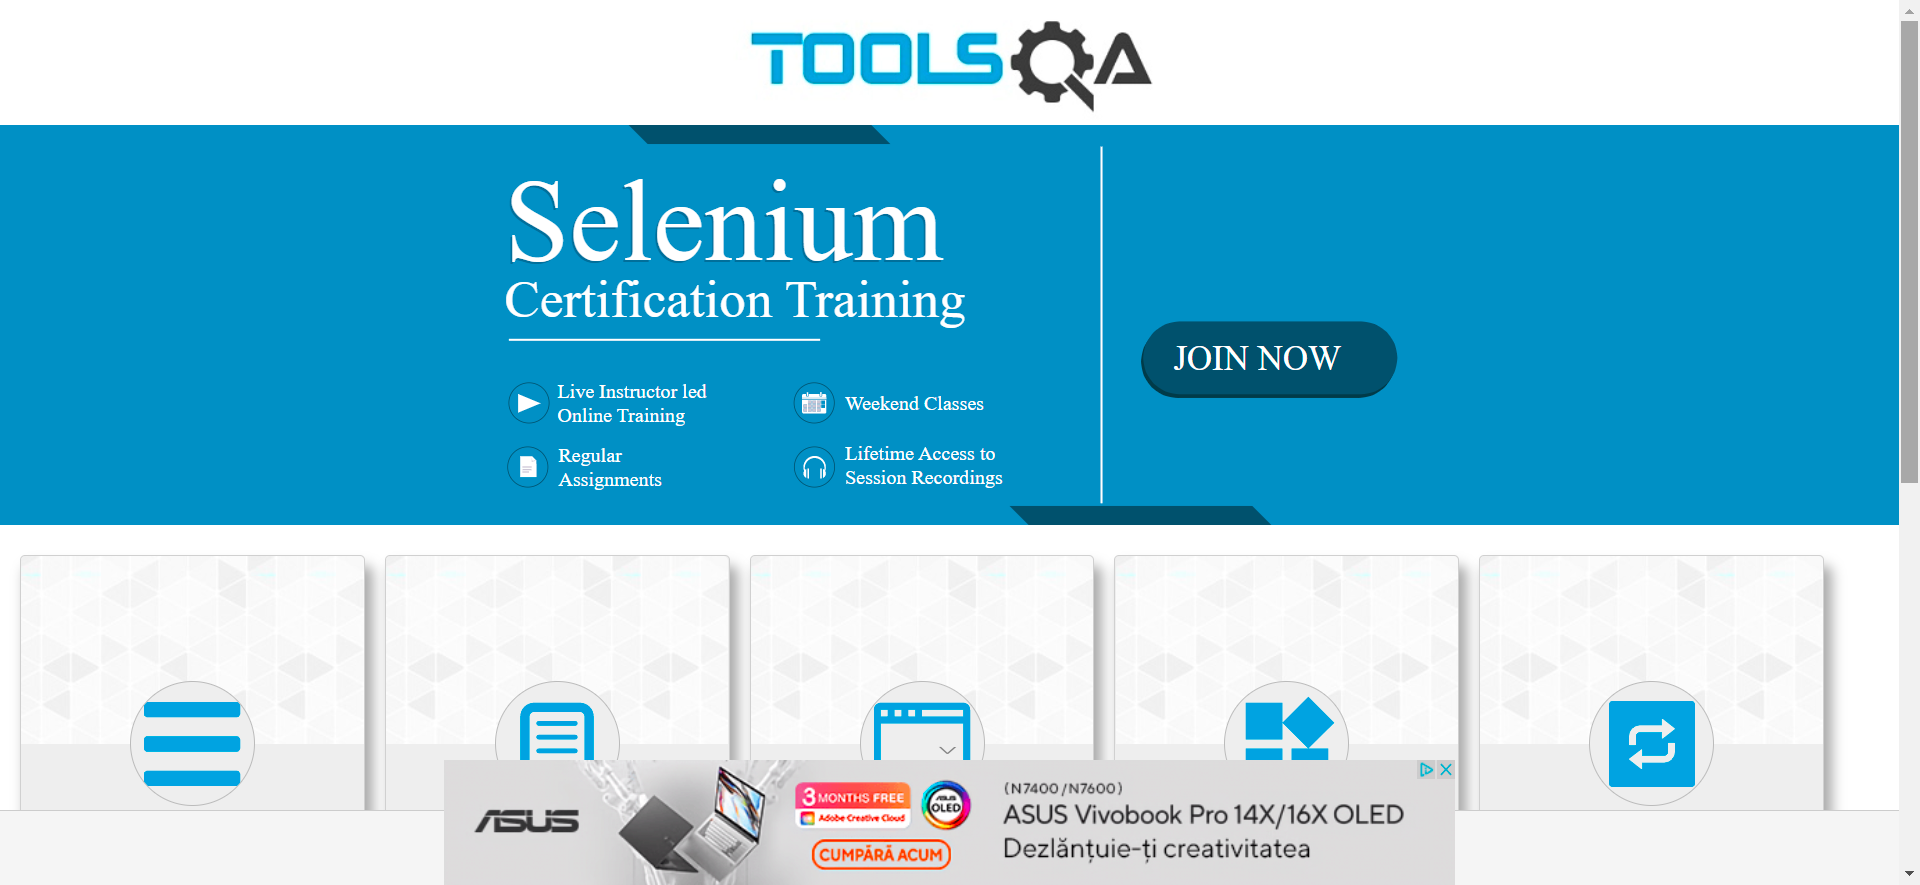 TOOLSQA
Selenium
Certification Training
JOIN NOW
Live Instructor led
Online Training
Weekend Classes
Regular
Assignments
Lifetime Access to
Session Recordings
ASUS
3 MONTHS FREE
Adobe Creative Cloud
ASUS
OLED
CUMPĂRĂ ACUM
(N7400/N7600)
ASUS Vivobook Pro 14X/16X OLED
Dezlănțuie-ți creativitatea